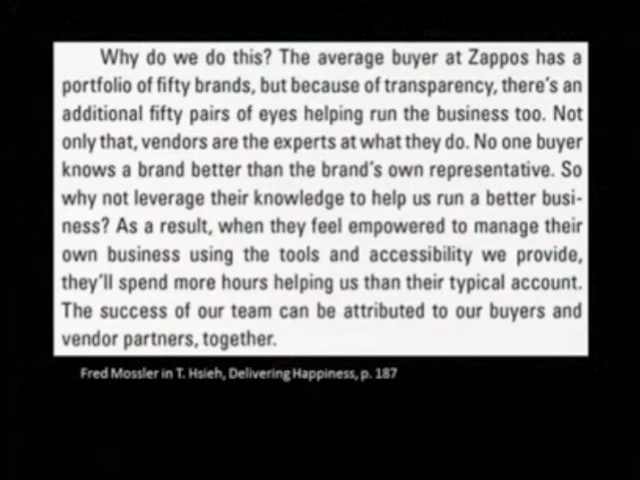 Why do we do this? The average buyer at Zappos has a
portfolio of fifty brands, but because of transparency, there's an
additional fifty pairs of eyes helping run the business too. Not
only that, vendors are the experts at what they do. No one buyer
knows a brand better than the brand's own representative. So
why not leverage their knowledge to help us run a better busi-
ness? As a result, when they feel empowered to manage their
own business using the tools and accessibility we provide,
they'll spend more hours helping us than their typical account.
The success of our team can be attributed to our buyers and
vendor partners, together.
Fred Mossler in T. Hsieh, Delivering Happiness, p. 187